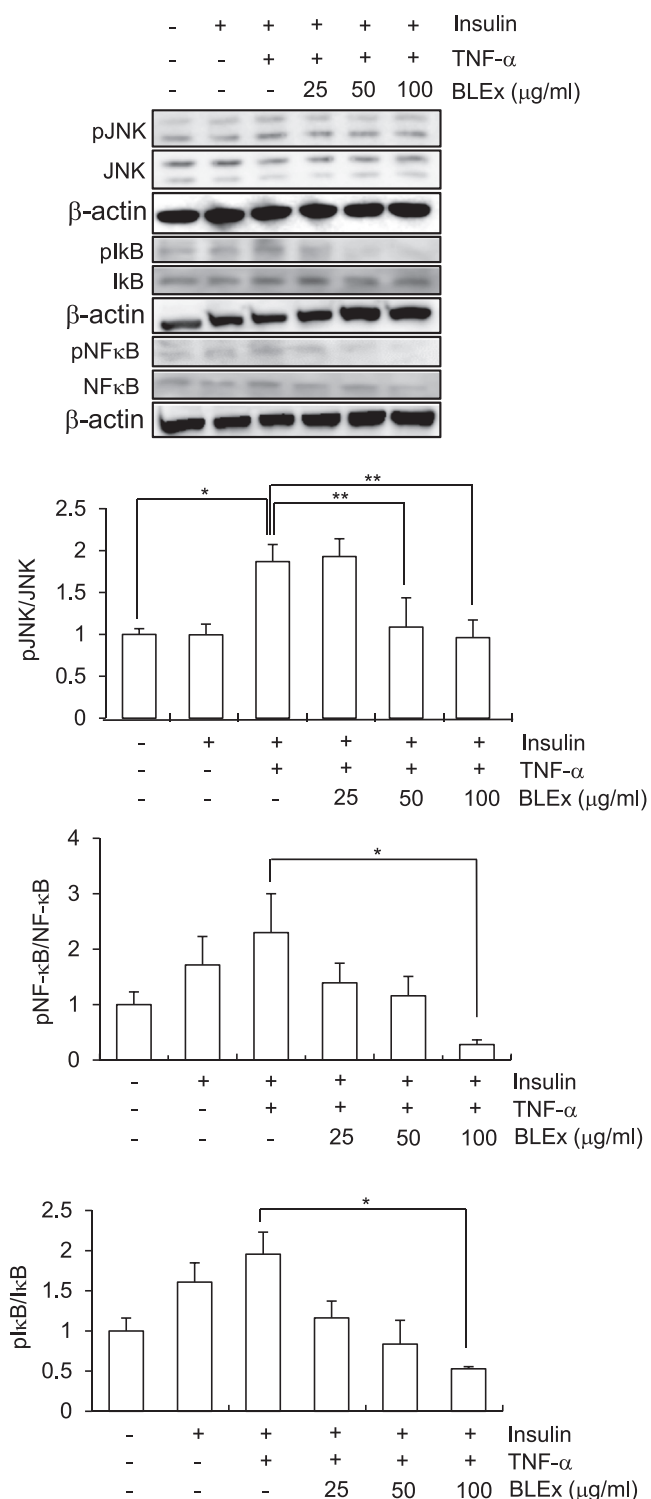 - + + + + + Insulin
- - + + + + TNF-α
- - - 25 50 100 BLEx (μg/ml)
pJNK
JNK
β-actin
pIkB
IkB
β-actin
pNFκB
NFκB
β-actin
* ** **
pJNK/JNK
2.5
2
1.5
1
0.5
0
- + + + + + Insulin
- - + + + + TNF-α
- - - 25 50 100 BLEx (μg/ml)
*
pNF-κB/NF-κB
4
3
2
1
0
- + + + + + Insulin
- - + + + + TNF-α
- - - 25 50 100 BLEx (μg/ml)
*
pIκB/IκB
2.5
2
1.5
1
0.5
0
- + + + + + Insulin
- - + + + + TNF-α
- - - 25 50 100 BLEx (μg/ml)